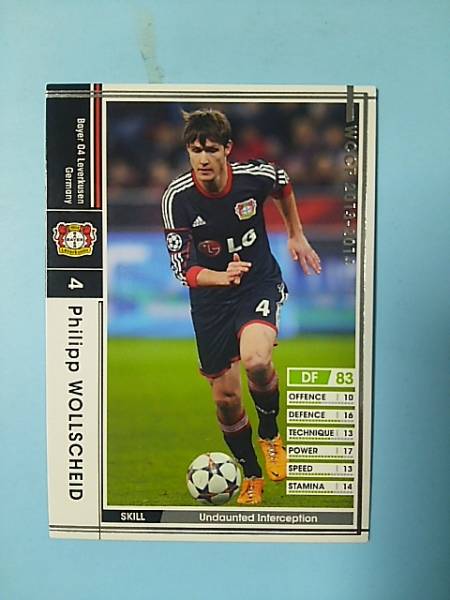 Bayer 04 Leverkusen
Germany
4
Philipp WOLLSCHEID
WCCF 2013-2014
LG
4
DF 83
OFFENCE 10
DEFENCE 16
TECHNIQUE 13
POWER 17
SPEED 13
STAMINA 14
SKILL Undaunted Interception